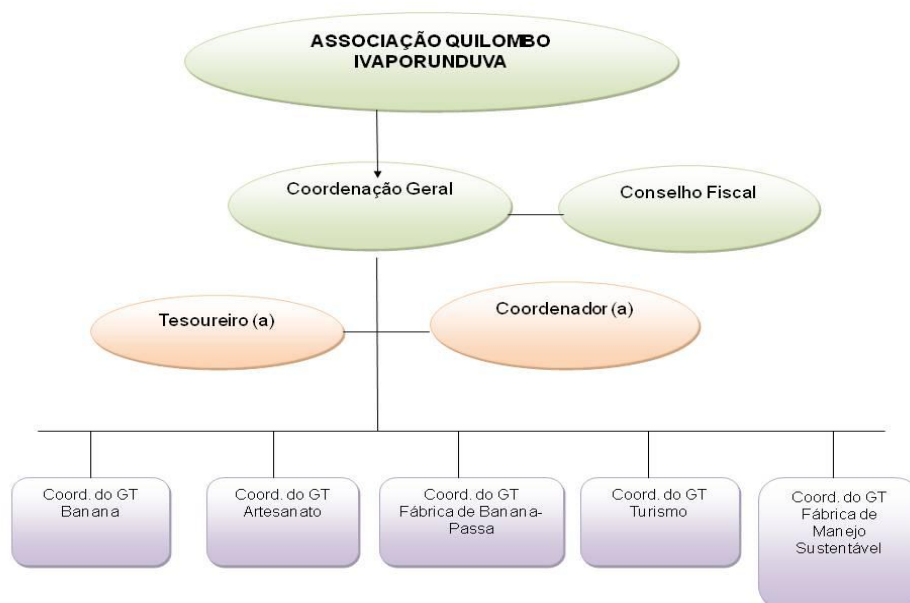 ASSOCIAÇÃO QUILOMBO
IVAPORUNDUVA
Coordenação Geral
Conselho Fiscal
Tesoureiro (a)
Coordenador (a)
Coord. do GT
Banana
Coord. do GT
Artesanato
Coord. do GT
Fábrica de Banana-
Passa
Coord. do GT
Turismo
Coord. do GT
Fábrica de
Manejo
Sustentável